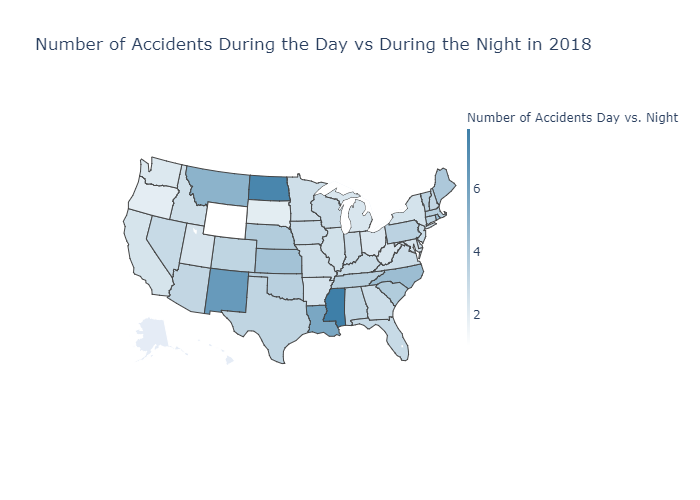 Number of Accidents During the Day vs During the Night in 2018
Number of Accidents Day vs. Night
6
4
2